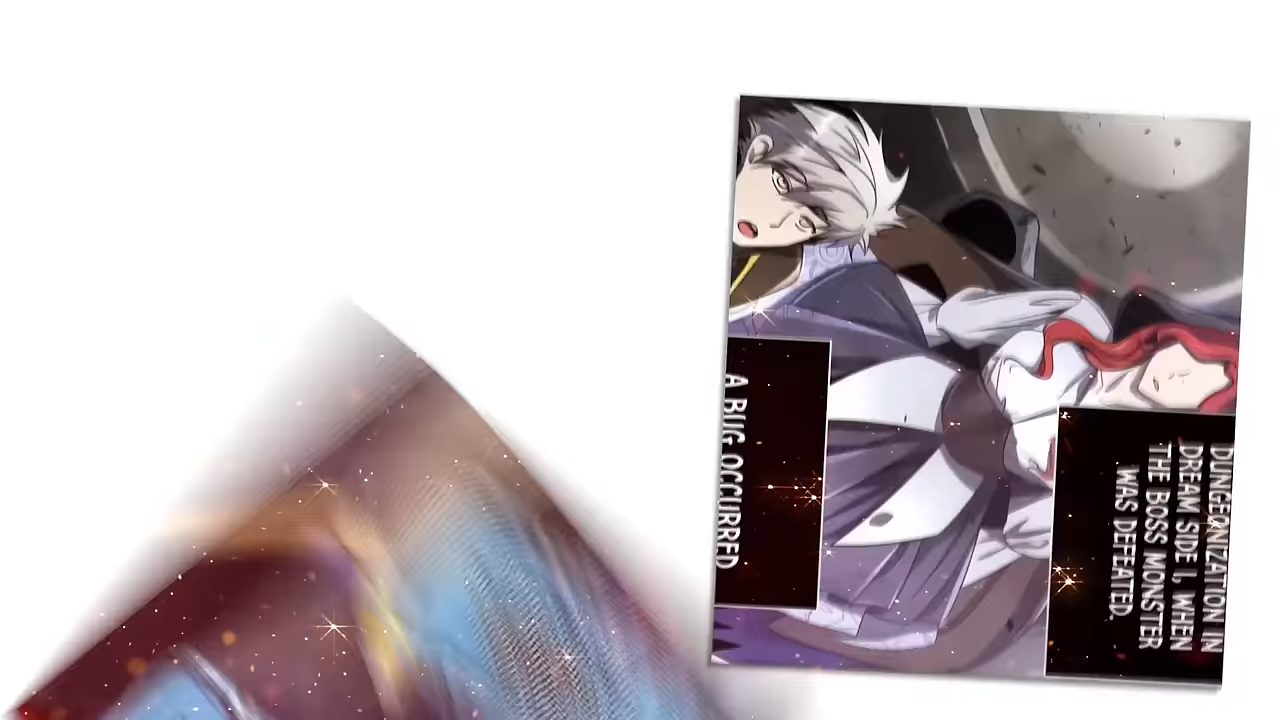 DUNGEONIZATION IN
DREAM SIDE 1, WHEN
THE BOSS MONSTER
WAS DEFEATED.
A BUG OCCURRED